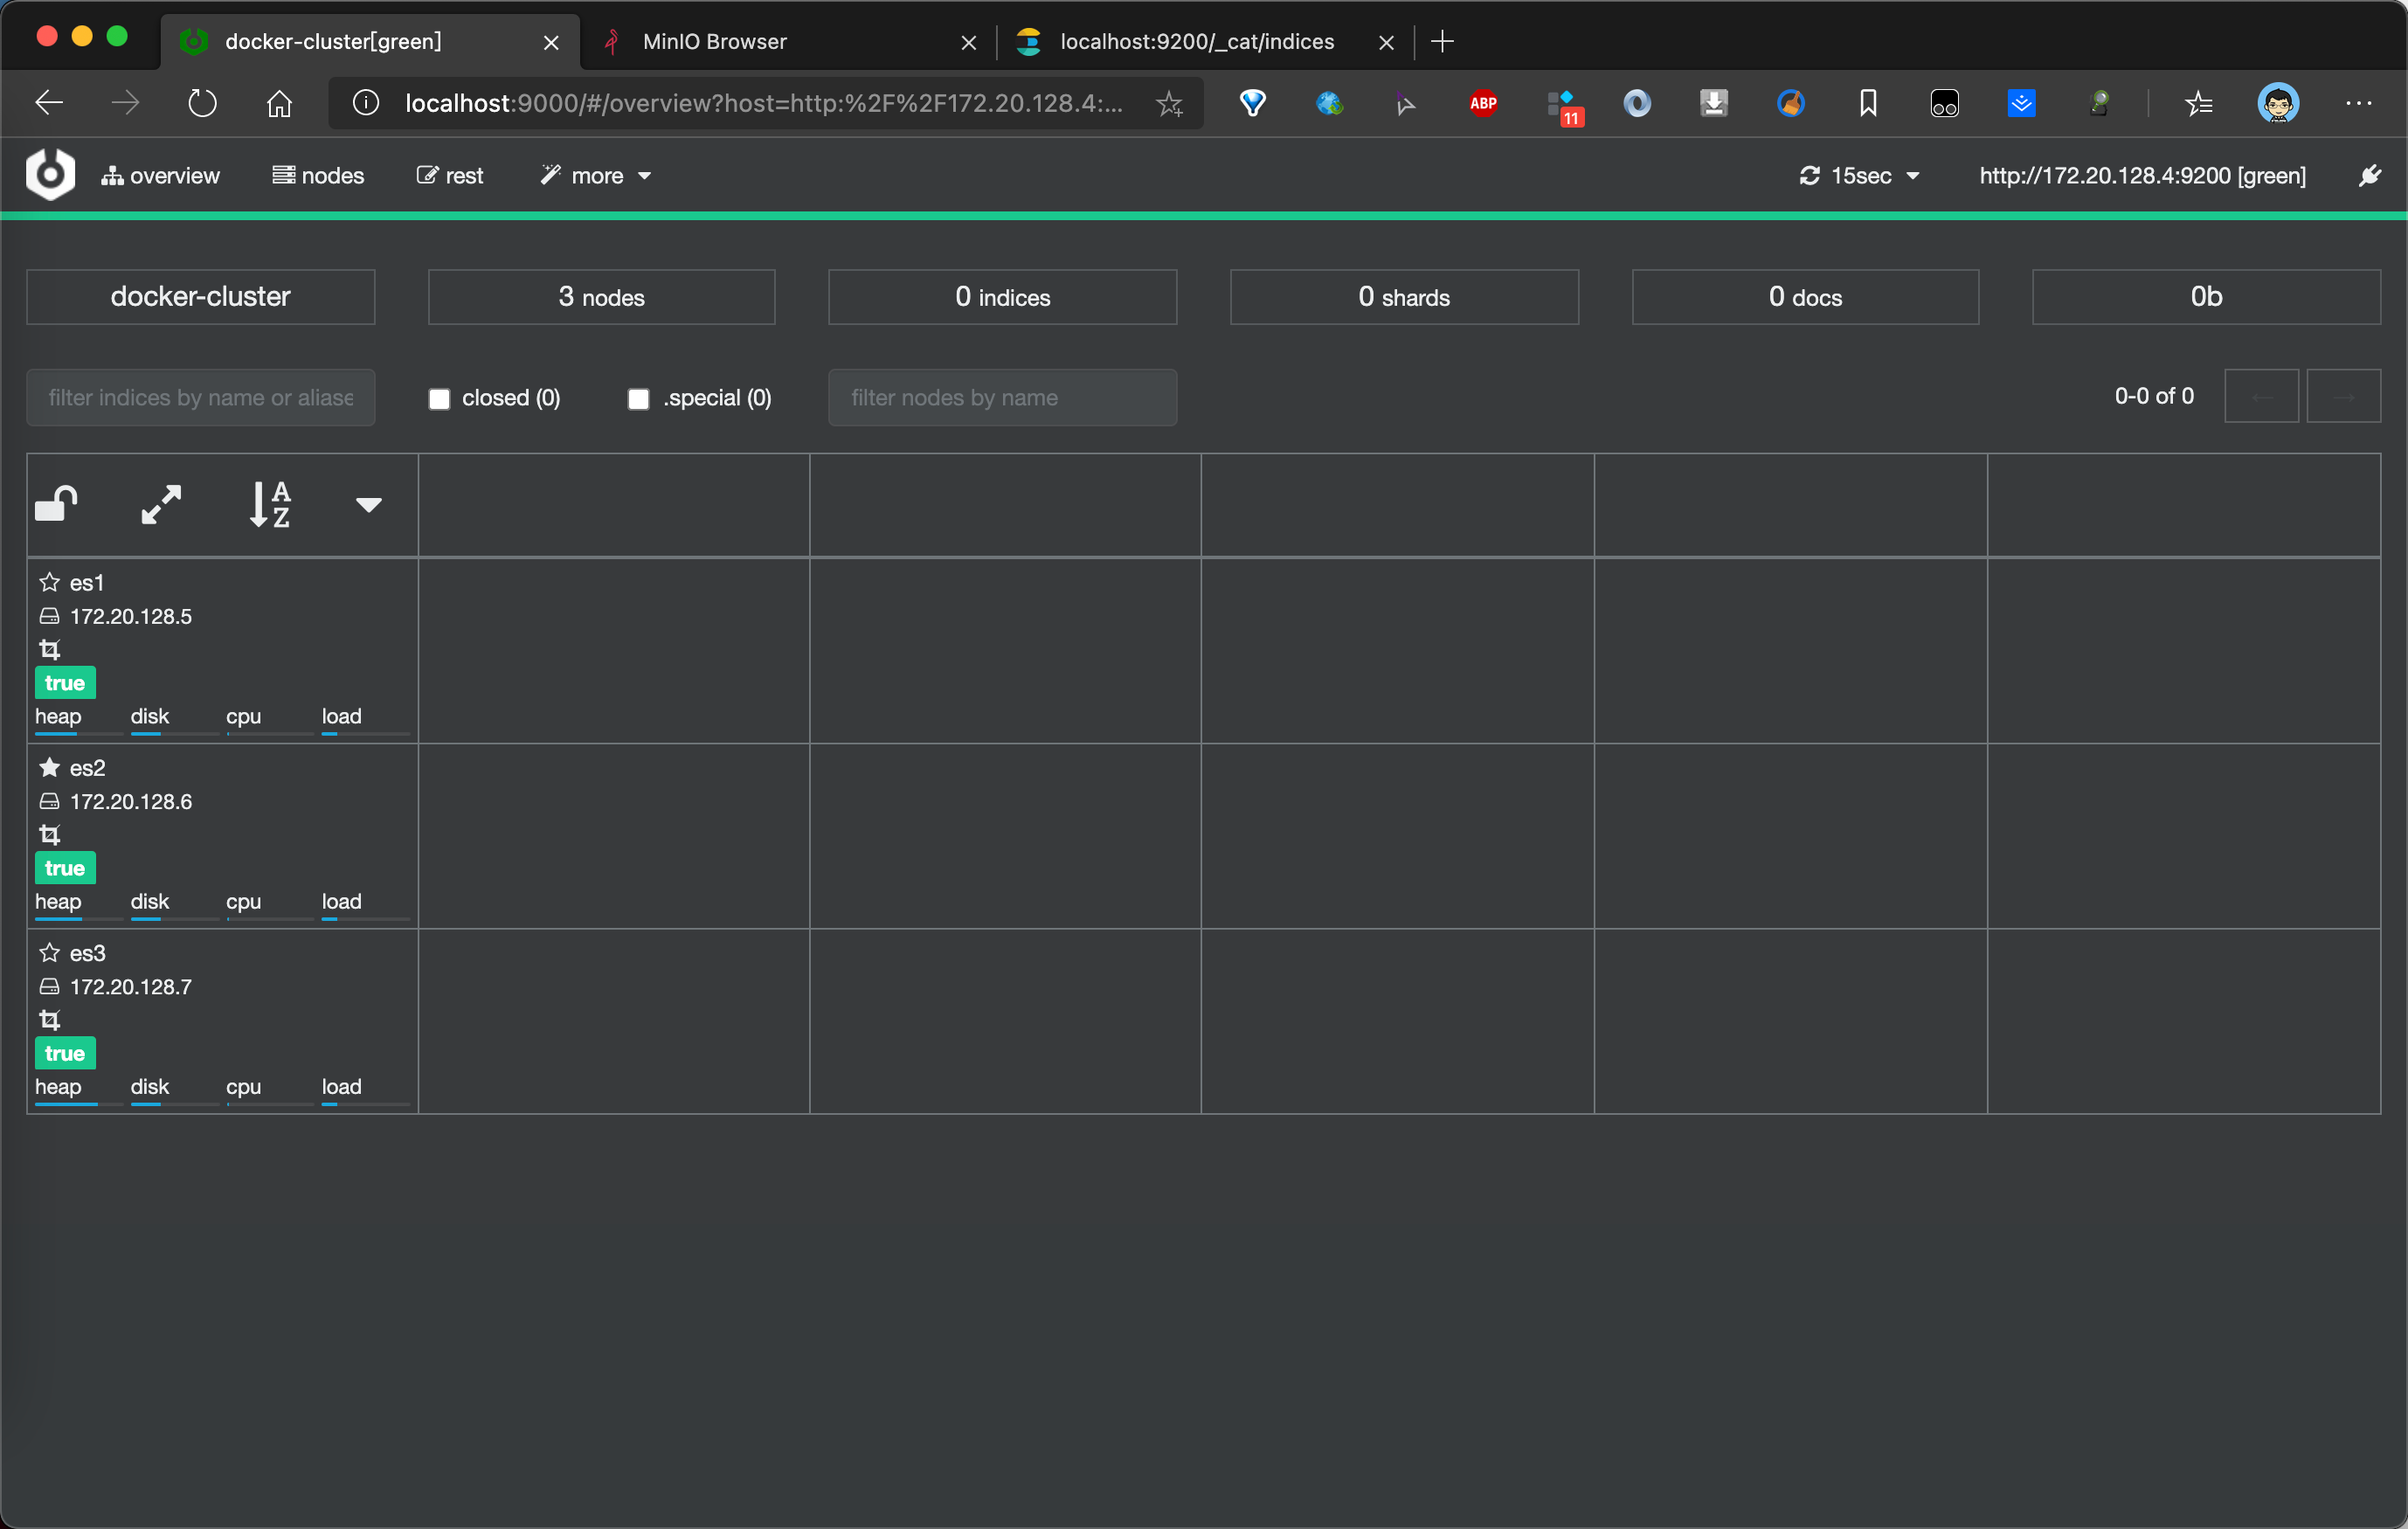 docker-cluster[green]
MinIO Browser
localhost:9200/_cat/indices
localhost:9000/#/overview?host=http:%2F%2F172.20.128.4:...
ABP
11
overview
nodes
rest
more
15sec
http://172.20.128.4:9200 [green]
docker-cluster
3 nodes
0 indices
0 shards
0 docs
0b
filter indices by name or aliase
closed (0)
.special (0)
filter nodes by name
0-0 of 0
A
Z
es1
172.20.128.5
true
heap disk cpu load
es2
172.20.128.6
true
heap disk cpu load
es3
172.20.128.7
true
heap disk cpu load